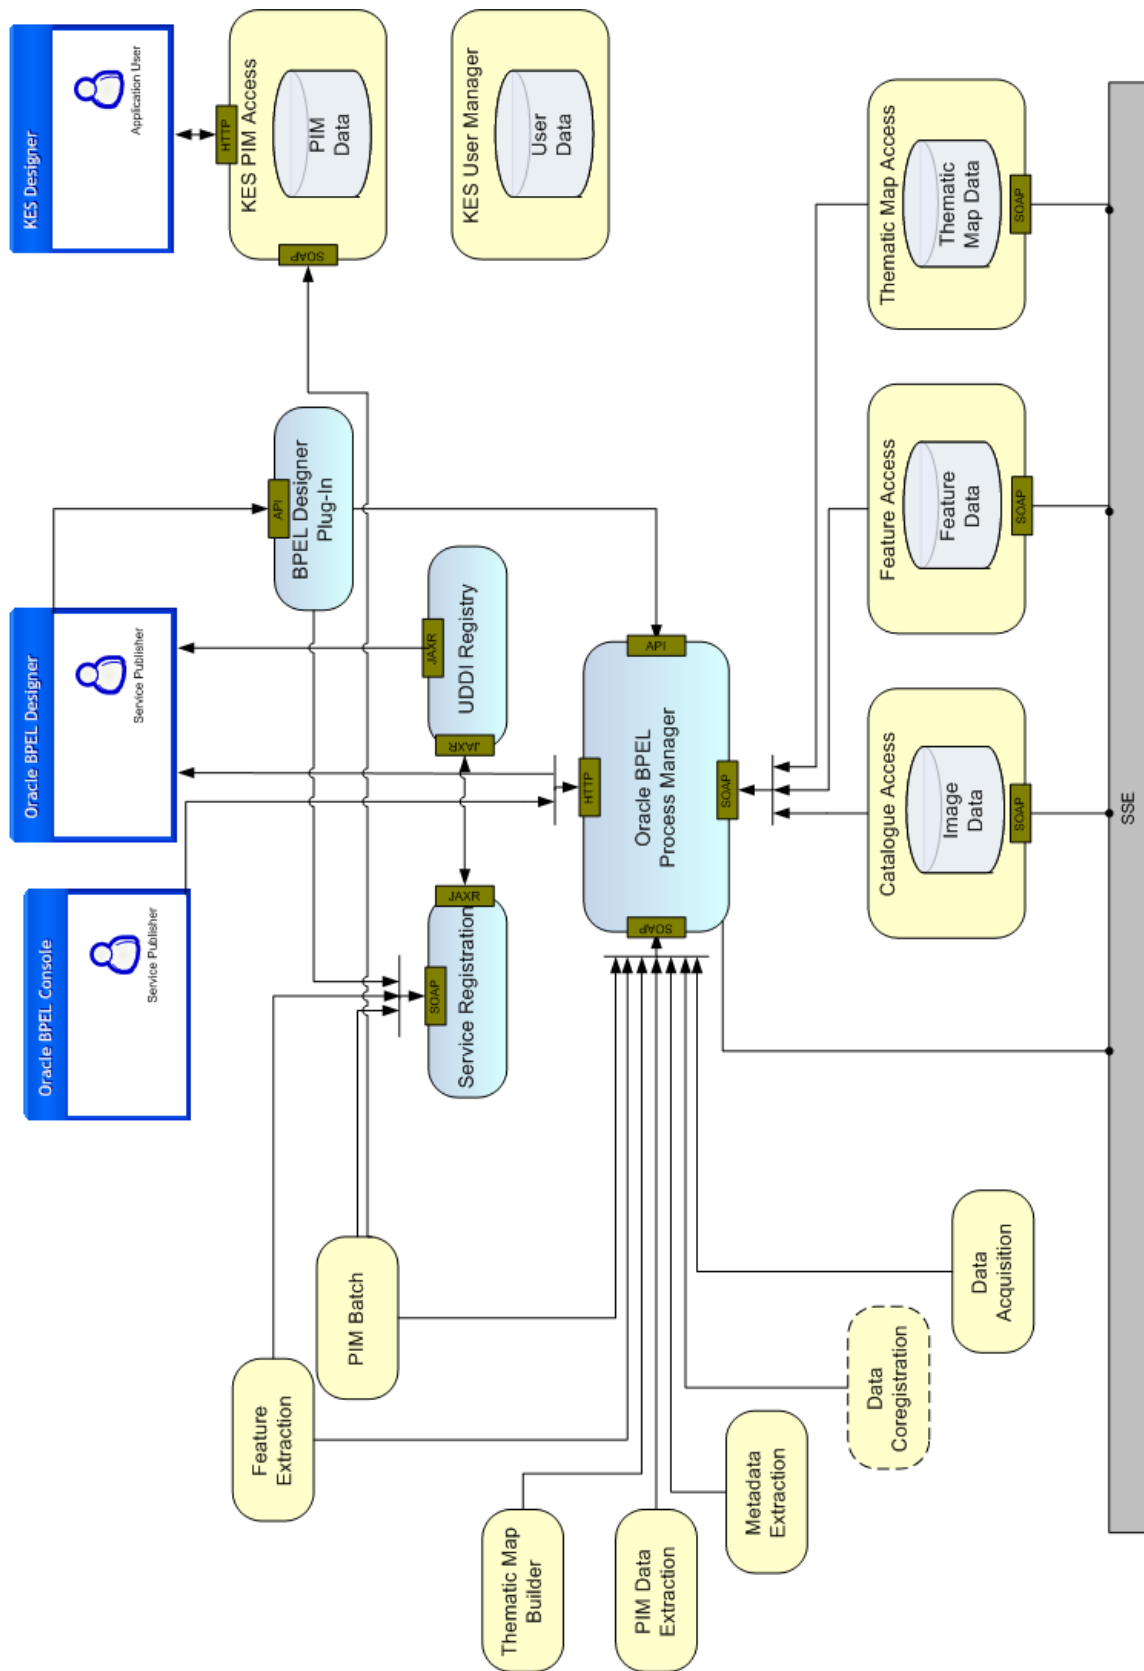 Oracle BPEL Console
Service Publisher
Oracle BPEL Designer
Service Publisher
KES Designer
Application User
HTTP
KES PIM Access
PIM
Data
SOAP
KES User Manager
User
Data
API
BPEL Designer
Plug-In
JAXR
UDDI Registry
JAXR
JAXR
SOAP
Service Registration
Feature
Extraction
PIM Batch
Thematic Map
Builder
PIM Data
Extraction
Metadata
Extraction
Data
Coregistration
Data
Acquisition
HTTP
API
SOAP
SOAP
Oracle BPEL
Process Manager
Catalogue Access
Image
Data
SOAP
Feature Access
Feature
Data
SOAP
Thematic Map Access
Thematic
Map Data
SOAP
SSE